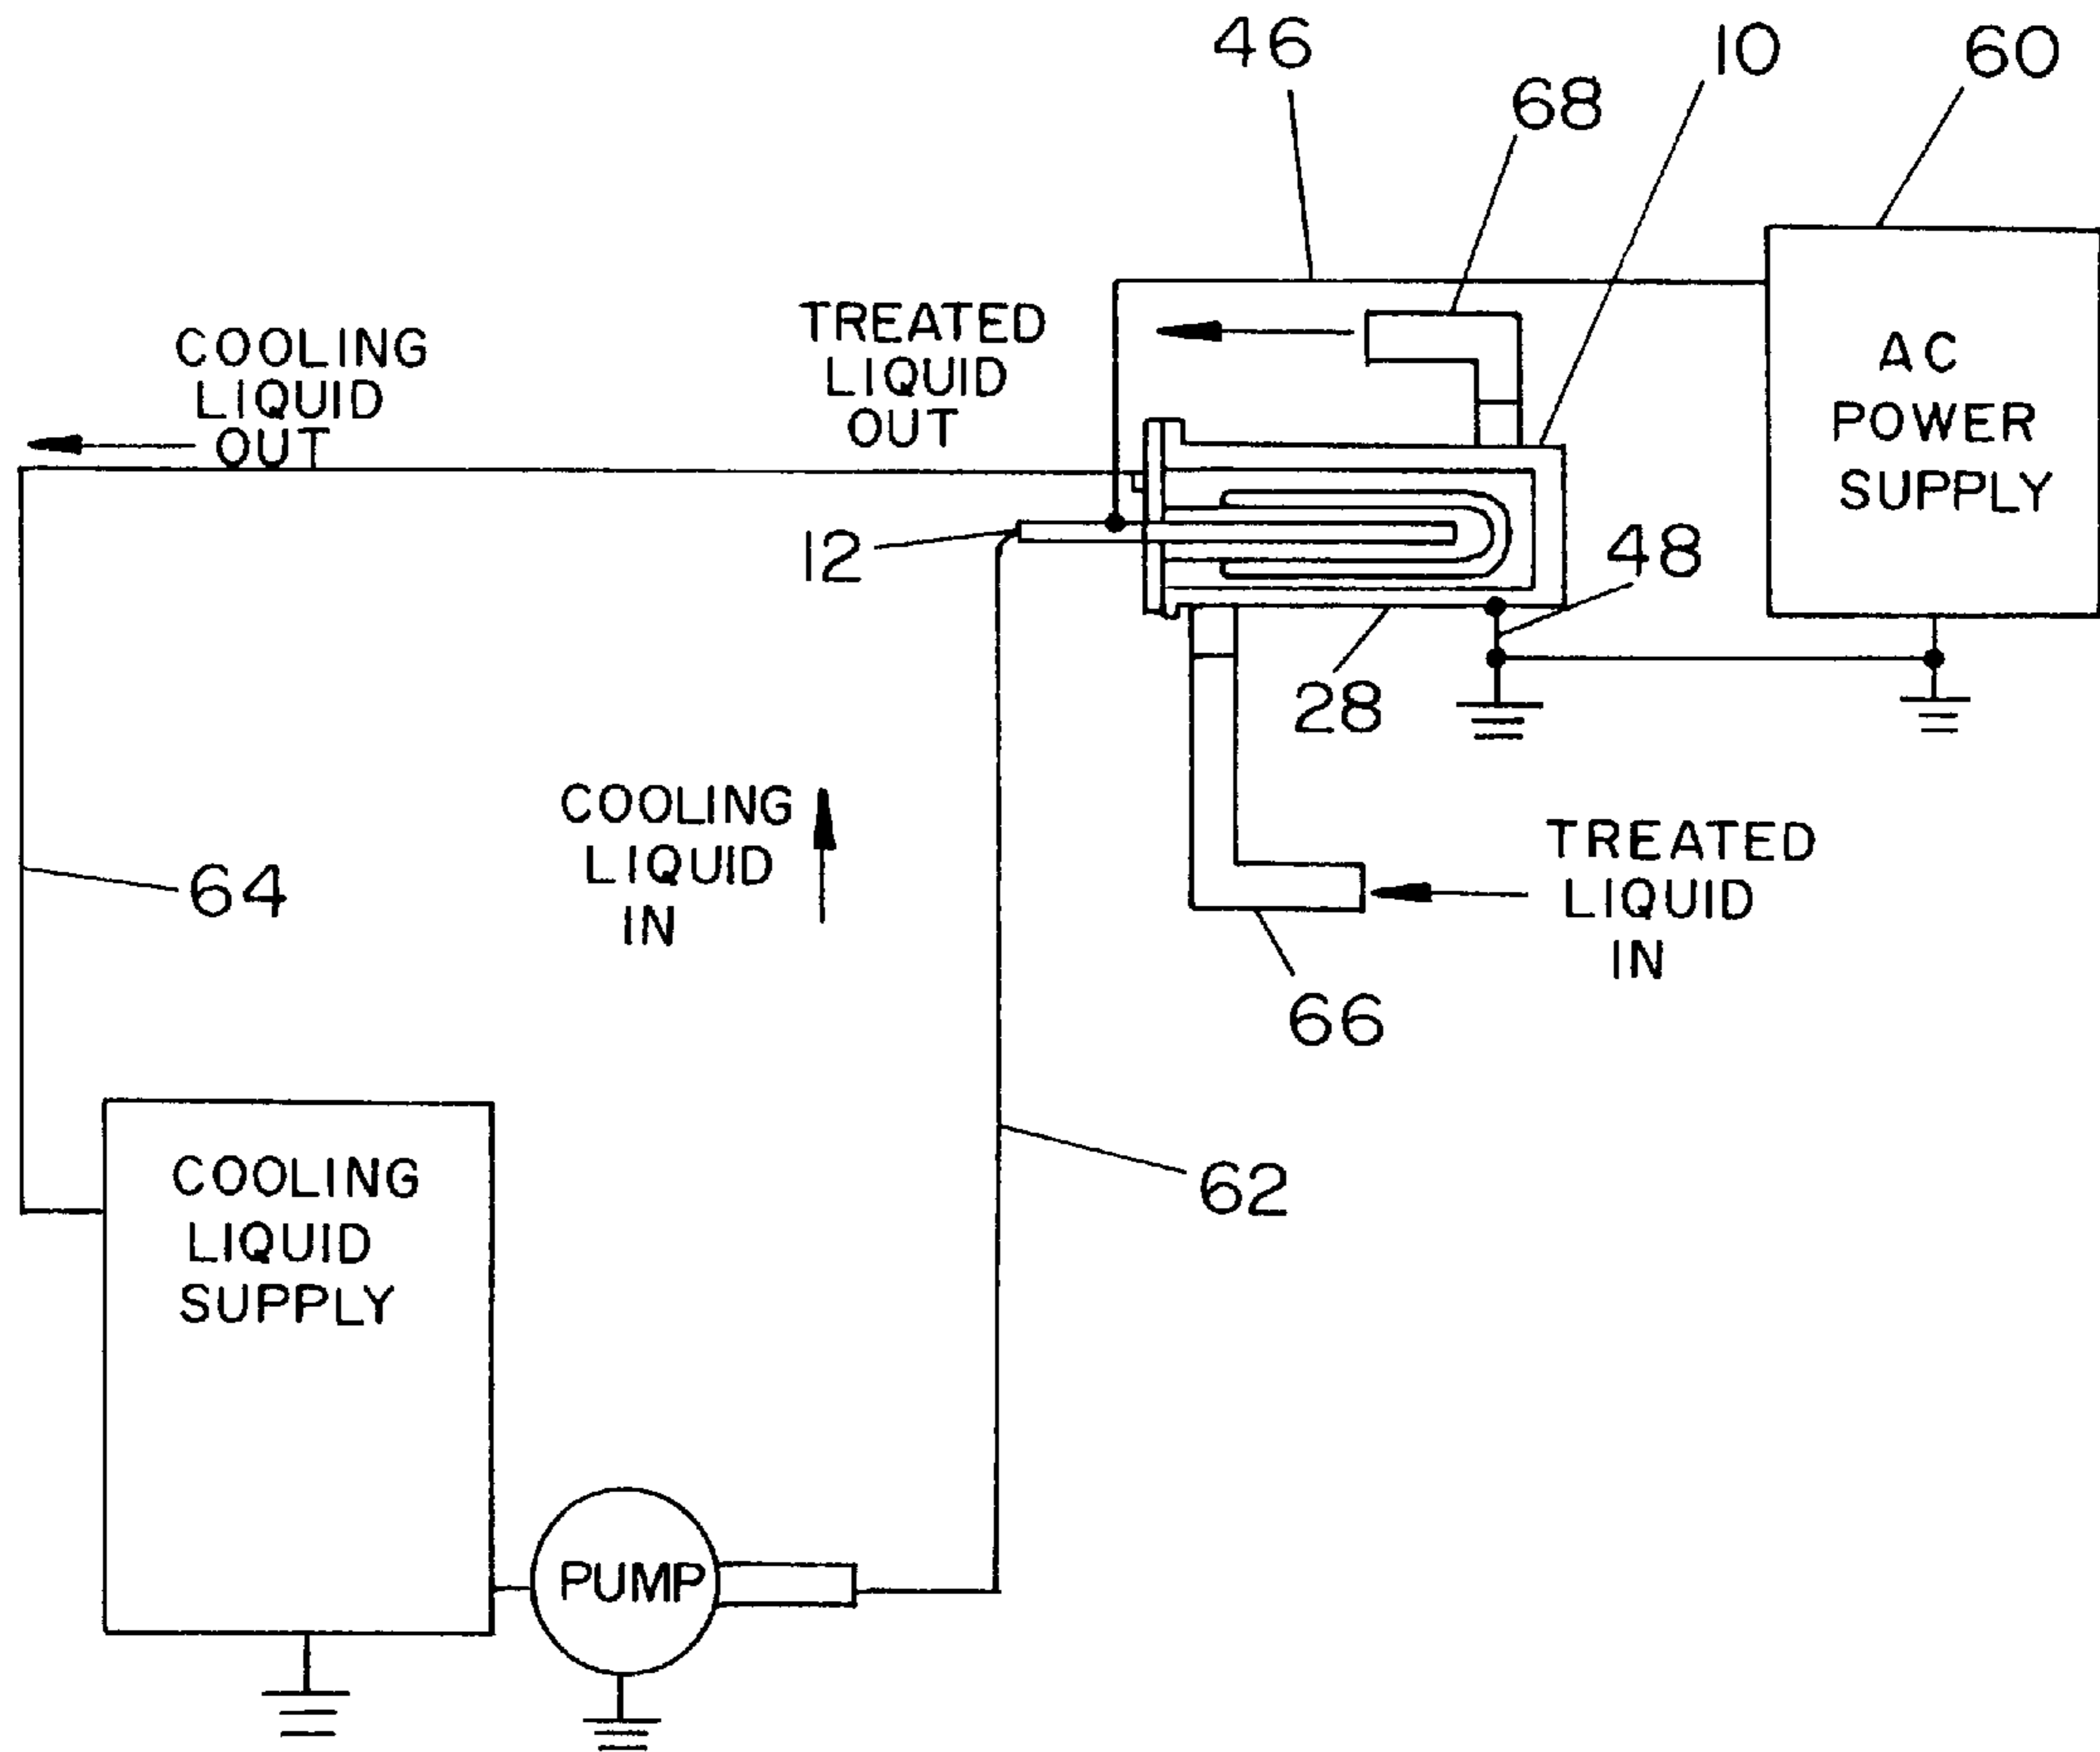 46
10
60
68
COOLING
LIQUID
OUT
TREATED
LIQUID
OUT
AC
POWER
SUPPLY
12
48
28
COOLING
LIQUID
IN
TREATED
LIQUID
IN
64
66
62
COOLING
LIQUID
SUPPLY
PUMP